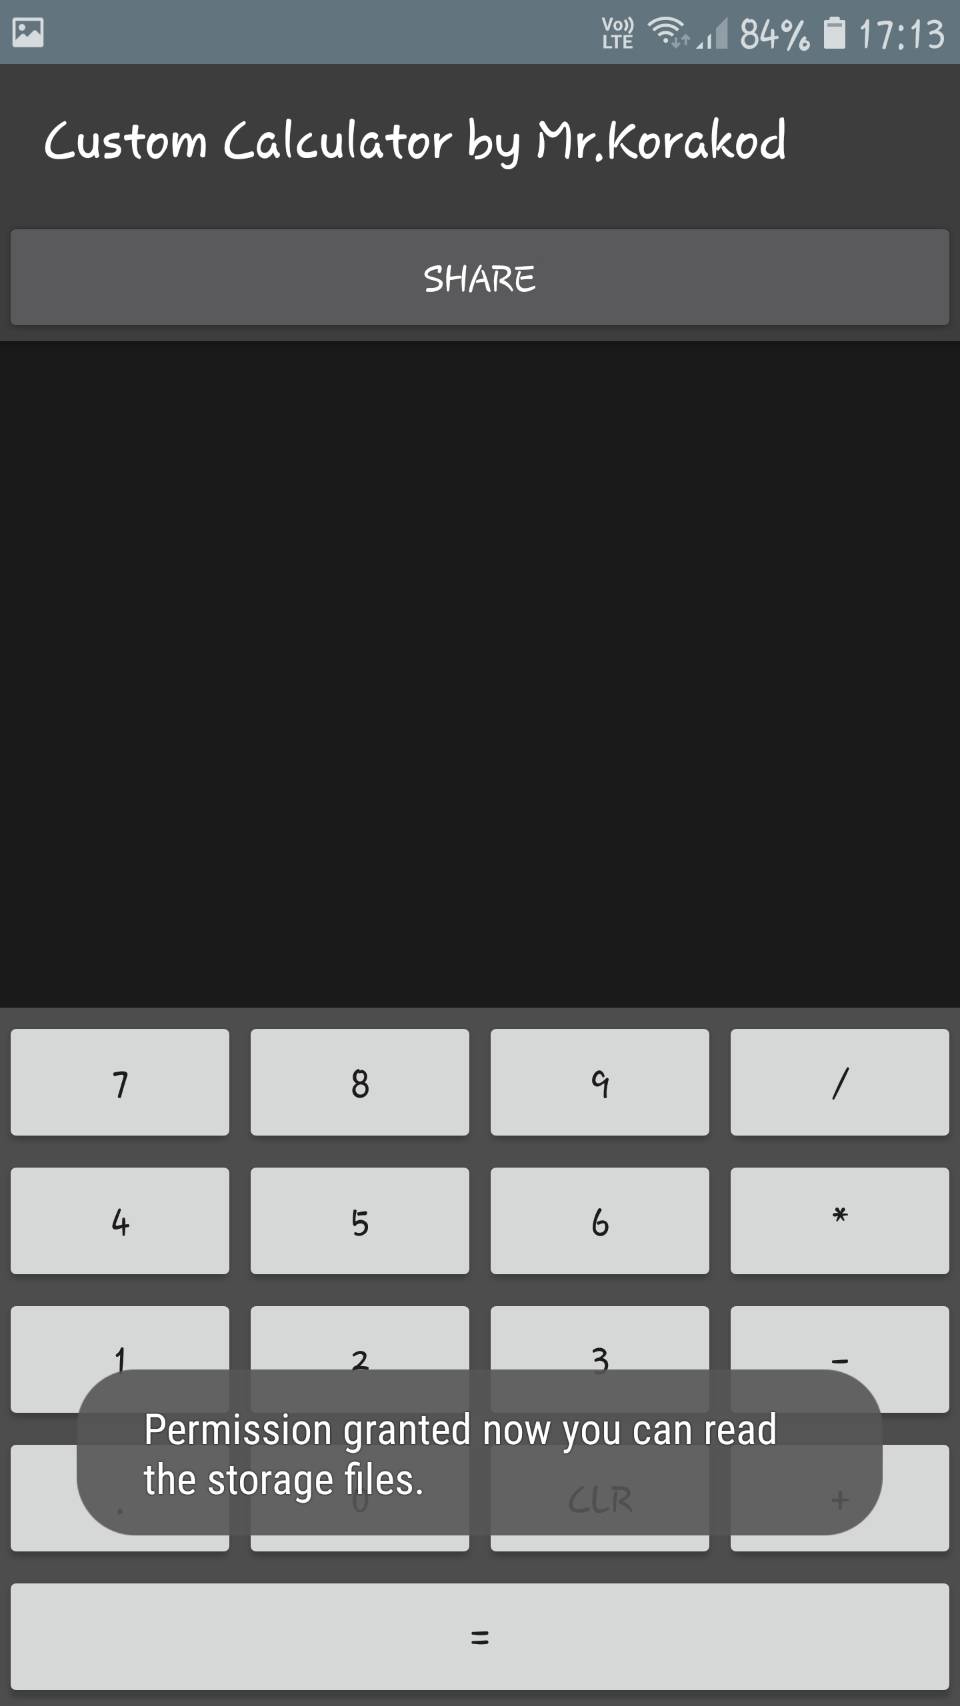 Vo)) LTE 84% 17:13
Custom Calculator by Mr.Korakod
SHARE
7 8 9 /
4 5 6 *
1 2 3 -
Permission granted now you can read
the storage files.
. 0 CLR +
=